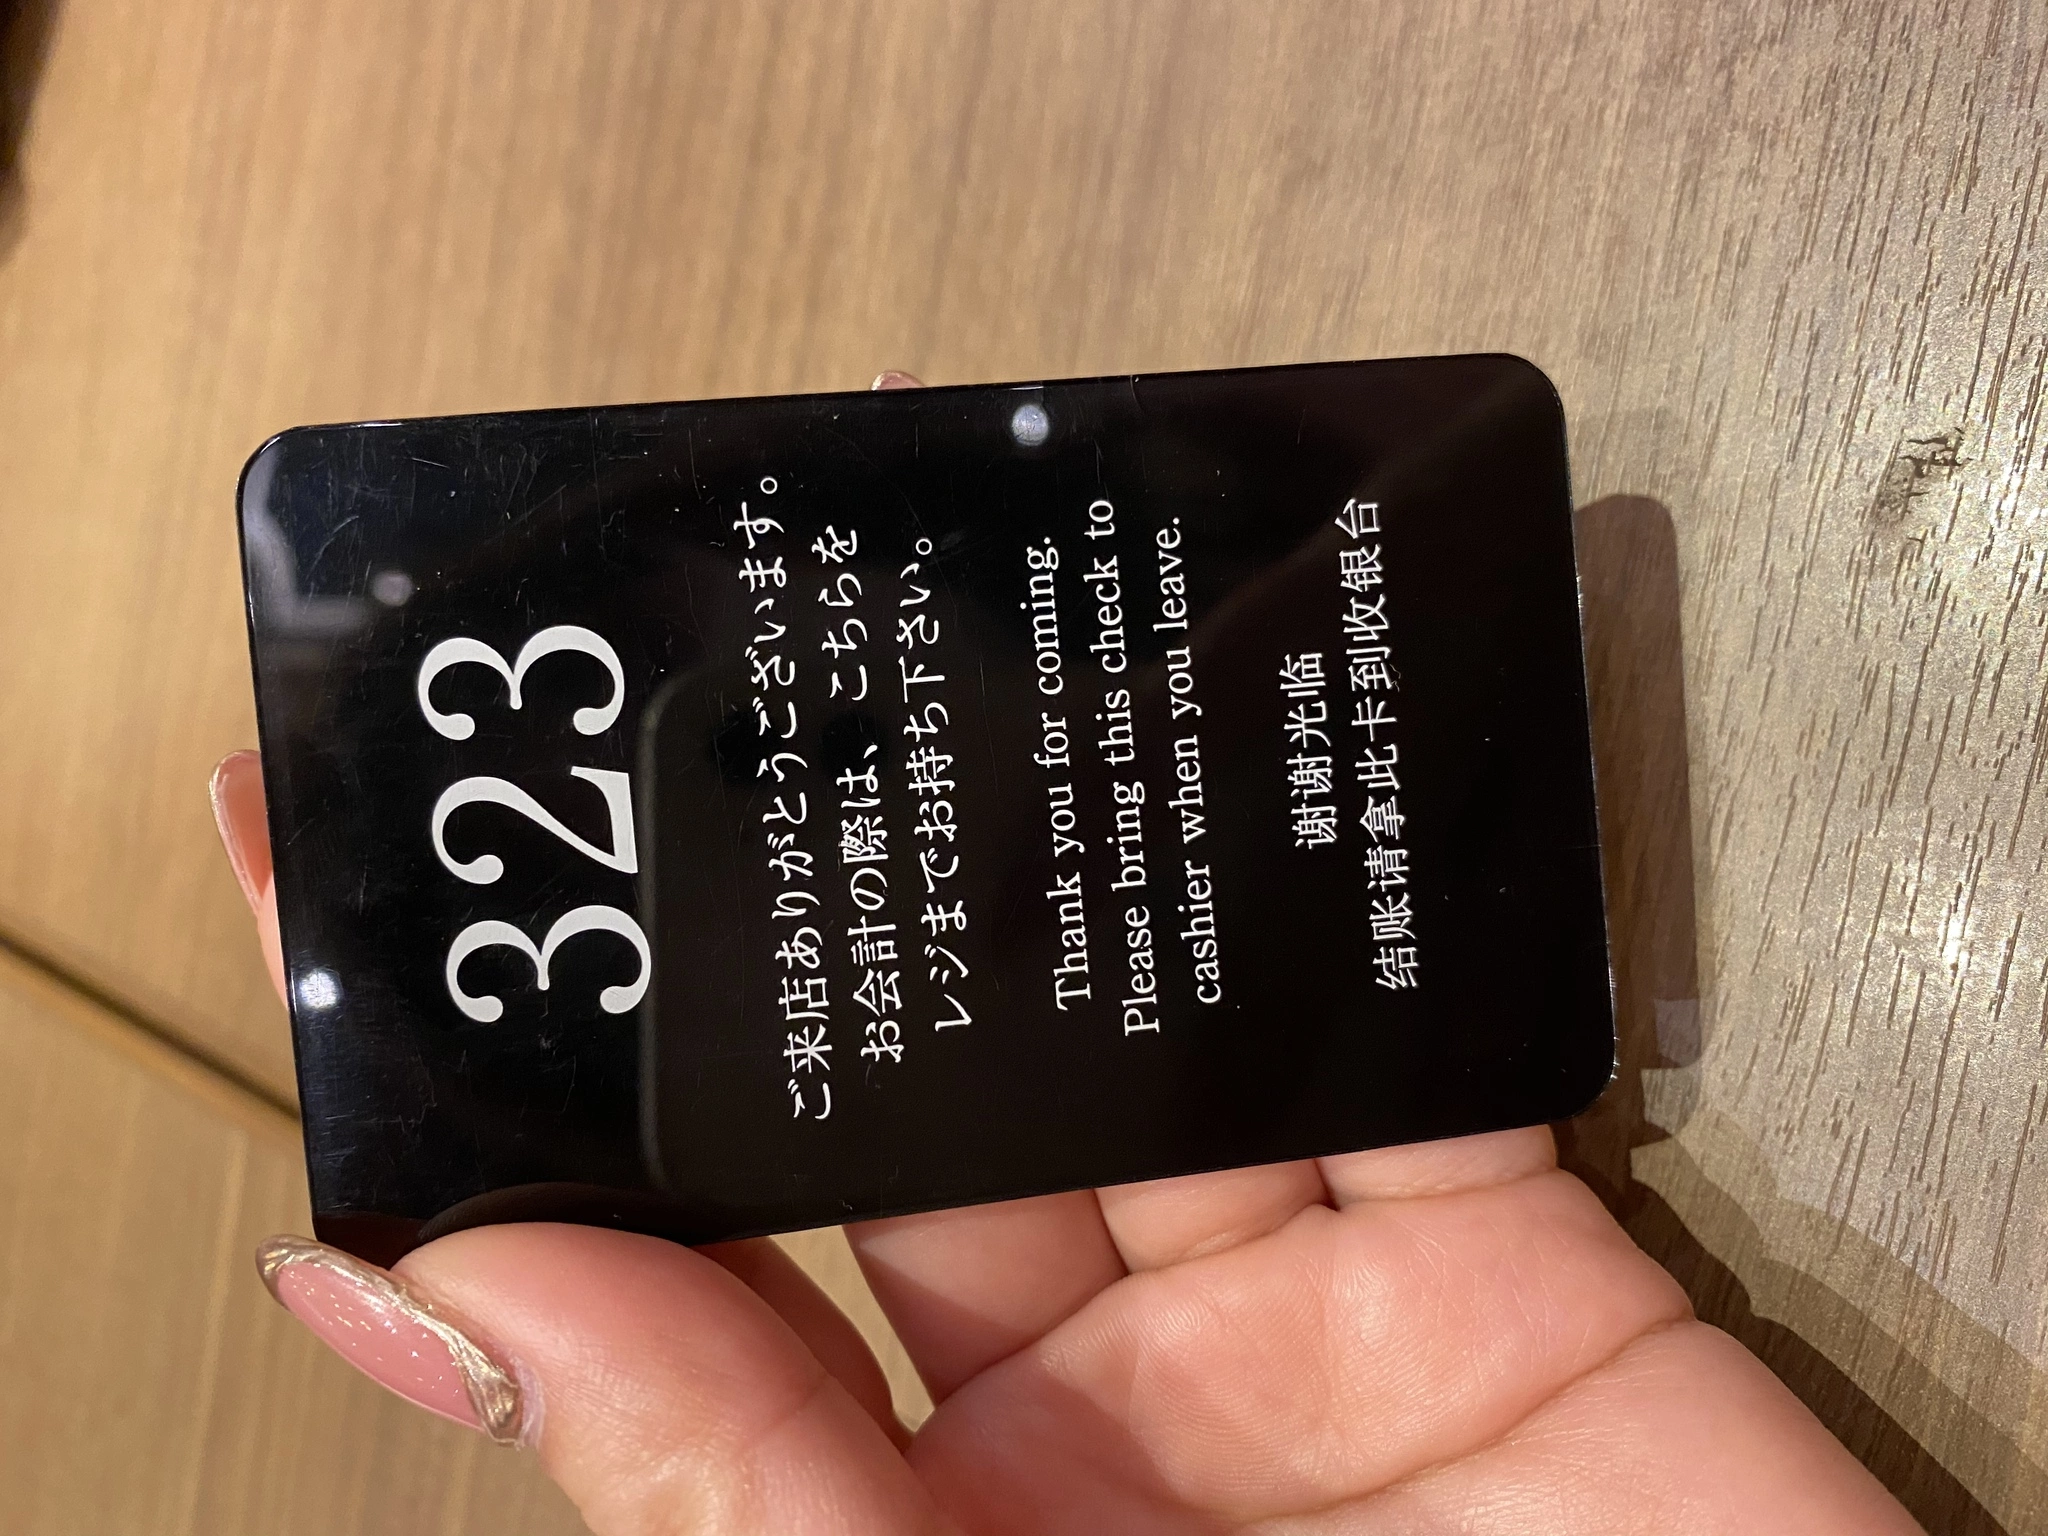 323
ご来店ありがとうございます。
お会計の際は、こちらを
レジまでお持ち下さい。
Thank you for coming.
Please bring this check to
cashier when you leave.
谢谢光临
结账请拿此卡到收银台